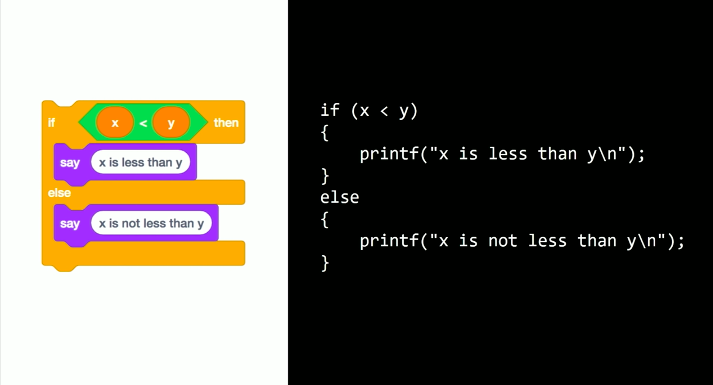 if x < y then
say x is less than y
else
say x is not less than y
if (x < y)
{
    printf("x is less than y\n");
}
else
{
    printf("x is not less than y\n");
}